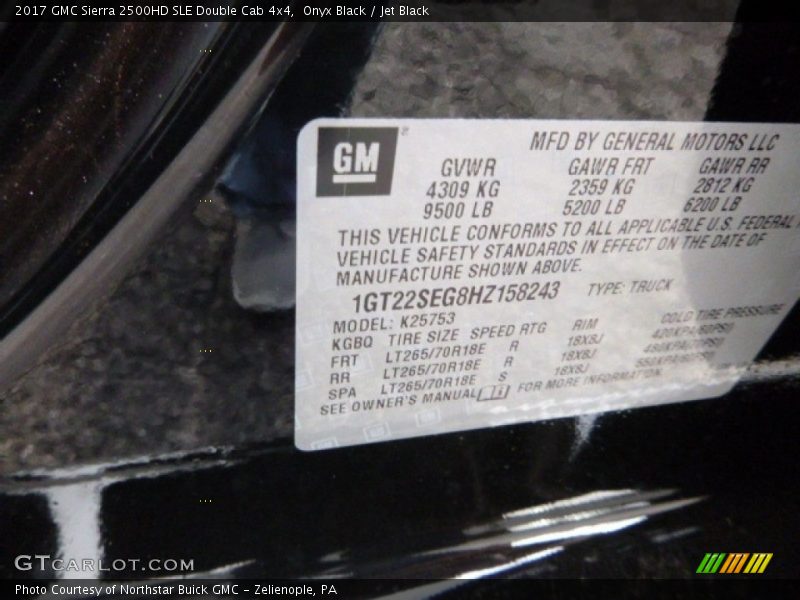 2017 GMC Sierra 2500HD SLE Double Cab 4x4, Onyx Black / Jet Black
GM
MFD BY GENERAL MOTORS LLC
GVWR GAWR FRT GAWR RR
4309 KG 2359 KG 2812 KG
9500 LB 5200 LB 6200 LB
THIS VEHICLE CONFORMS TO ALL APPLICABLE U.S. FEDERAL
VEHICLE SAFETY STANDARDS IN EFFECT ON THE DATE OF
MANUFACTURE SHOWN ABOVE.
1GT22SEG8HZ158243 TYPE: TRUCK
MODEL: K25753
KGBQ TIRE SIZE SPEED RTG RIM COLD TIRE PRESSURE
FRT LT265/70R18E R 18X8J 420KPA/60PSI
RR LT265/70R18E R 18X8J
SPA LT265/70R18E S 18X8J
SEE OWNER'S MANUAL FOR MORE INFORMATION.
GTCARLOT.COM
Photo Courtesy of Northstar Buick GMC - Zelienople, PA